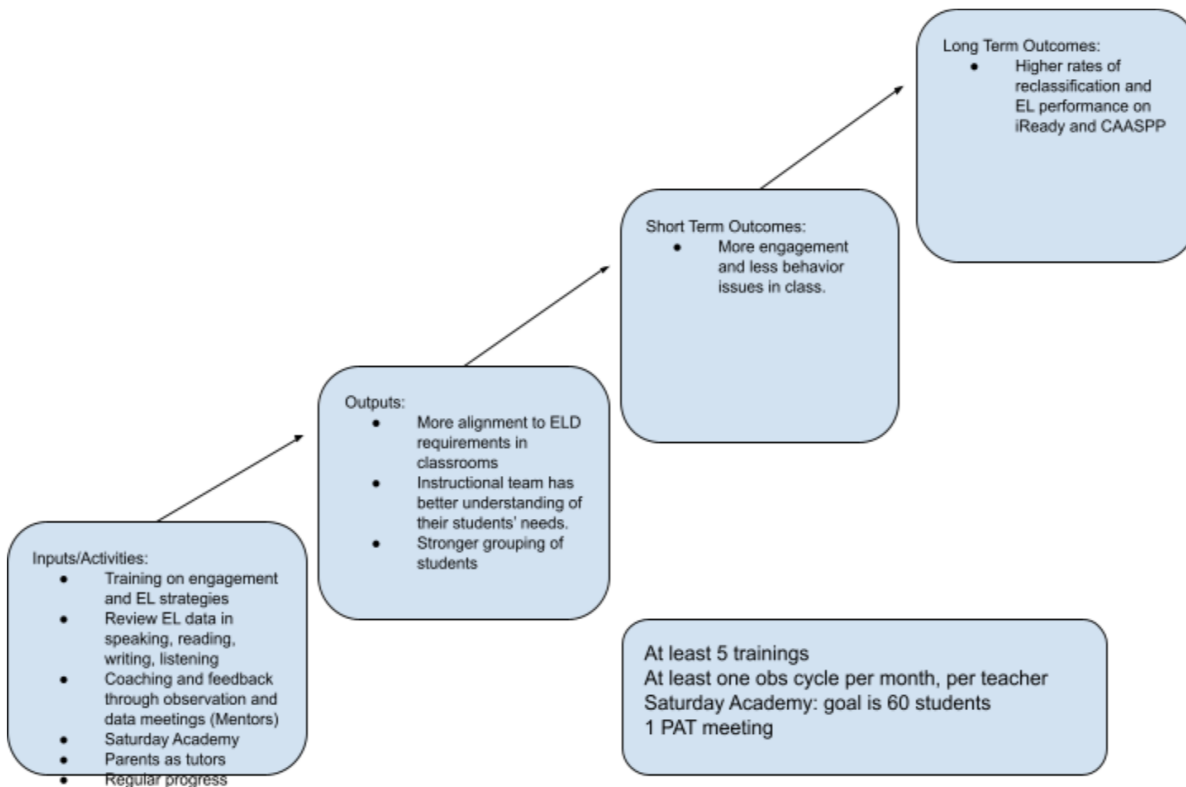 Long Term Outcomes:
● Higher rates of
reclassification and
EL performance on
iReady and CAASPP
Short Term Outcomes:
● More engagement
and less behavior
issues in class.
Outputs:
● More alignment to ELD
requirements in
classrooms
● Instructional team has
better understanding of
their students’ needs.
● Stronger grouping of
students
Inputs/Activities:
● Training on engagement
and EL strategies
● Review EL data in
speaking, reading,
writing, listening
● Coaching and feedback
through observation and
data meetings (Mentors)
● Saturday Academy
● Parents as tutors
● Regular progress
At least 5 trainings
At least one obs cycle per month, per teacher
Saturday Academy: goal is 60 students
1 PAT meeting